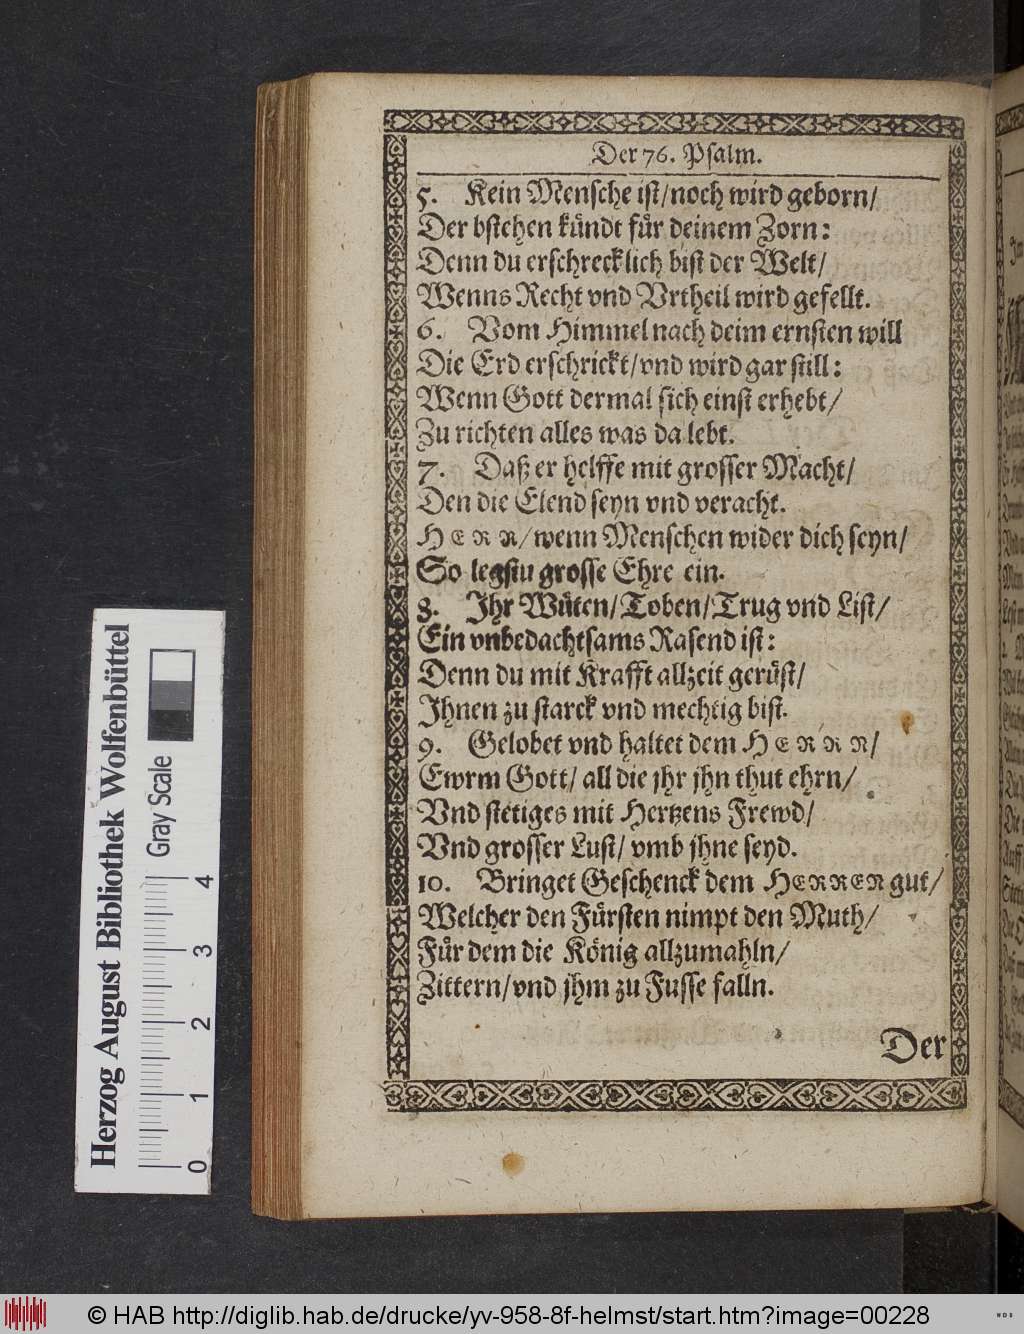 Der 76. Psalm.
5. Kein Mensche ist/noch wird geborn/
Der bstehen kündt für deinem Zorn:
Denn du erschrecklich bist der Welt/
Wenns Recht vnd Vrtheil wird gefellt.
6. Vom Himmel nach deim ernsten will
Die Erd erschrickt/vnd wird gar still:
Wenn Gott dermal sich einst erhebt/
Zu richten alles was da lebt.
7. Daß er helffe mit grosser Macht/
Den die Elend seyn vnd veracht.
HERR/wenn Menschen wider dich seyn/
So legstu grosse Ehre ein.
8. Ihr Wüten/Toben/Trug vnd List/
Ein vnbedachtsams Rasend ist:
Denn du mit Krafft allzeit gerüst/
Ihnen zu starck vnd mechtig bist.
9. Gelobet vnd haltet dem HERRN/
Ewrm Gott/ all die jhr jhn thut ehrn/
Vnd stetiges mit Hertzens Frewd/
Vnd grosser Lust/ vmb jhne seyd.
10. Bringet Geschenck dem HERREN gut/
Welcher den Fürsten nimpt den Muth/
Für dem die König allzumahln/
Zittern/vnd jhm zu Fusse falln.
Der
Herzog August Bibliothek Wolfenbüttel
Gray Scale
0 1 2 3 4
© HAB http://diglib.hab.de/drucke/yv-958-8f-helmst/start.htm?image=00228